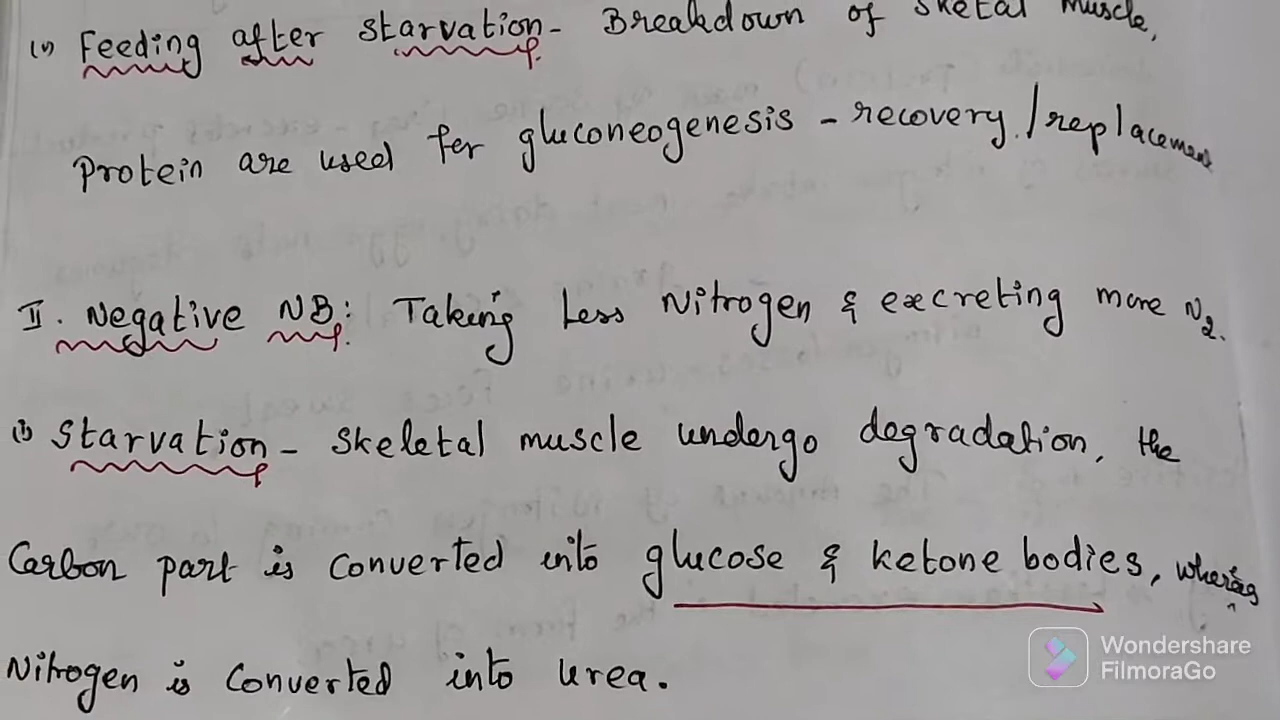 (v) Feeding after starvation - Breakdown of sketal muscle,
Protein are used for gluconeogenesis - recovery/replacement
II. Negative NB: Taking Less Nitrogen & excreting more N2.
(i) Starvation - Skeletal muscle undergo degradation, the
Carbon part is converted into glucose & ketone bodies, whereas
Nitrogen is converted into urea.
Wondershare
FilmoraGo